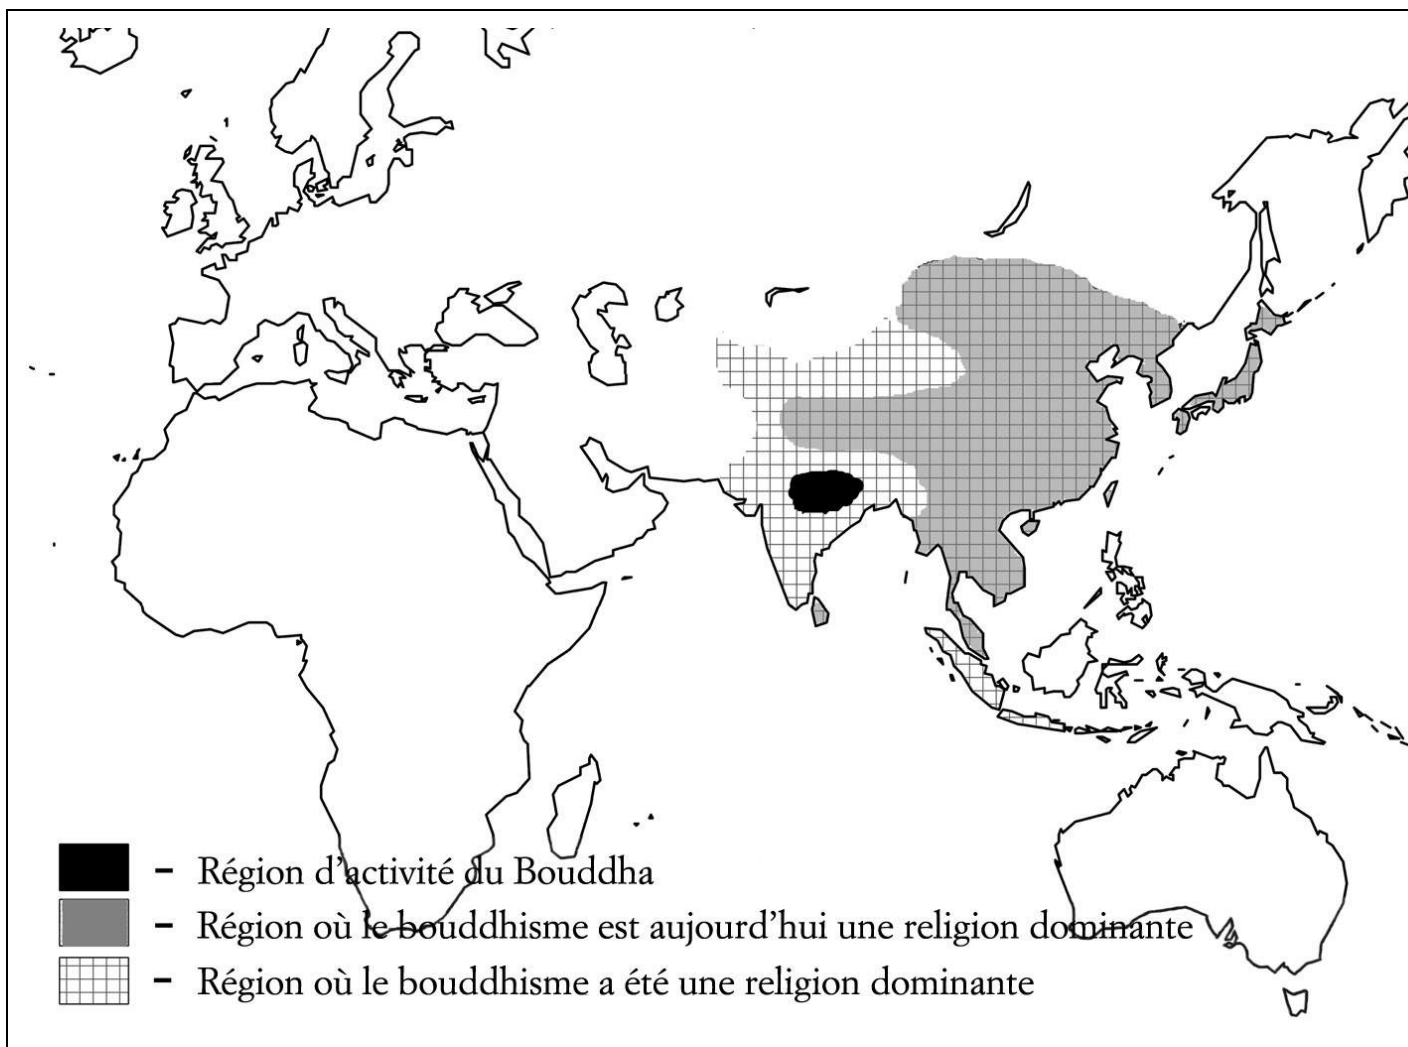 – Région d’activité du Bouddha
– Région où le bouddhisme est aujourd’hui une religion dominante
– Région où le bouddhisme a été une religion dominante